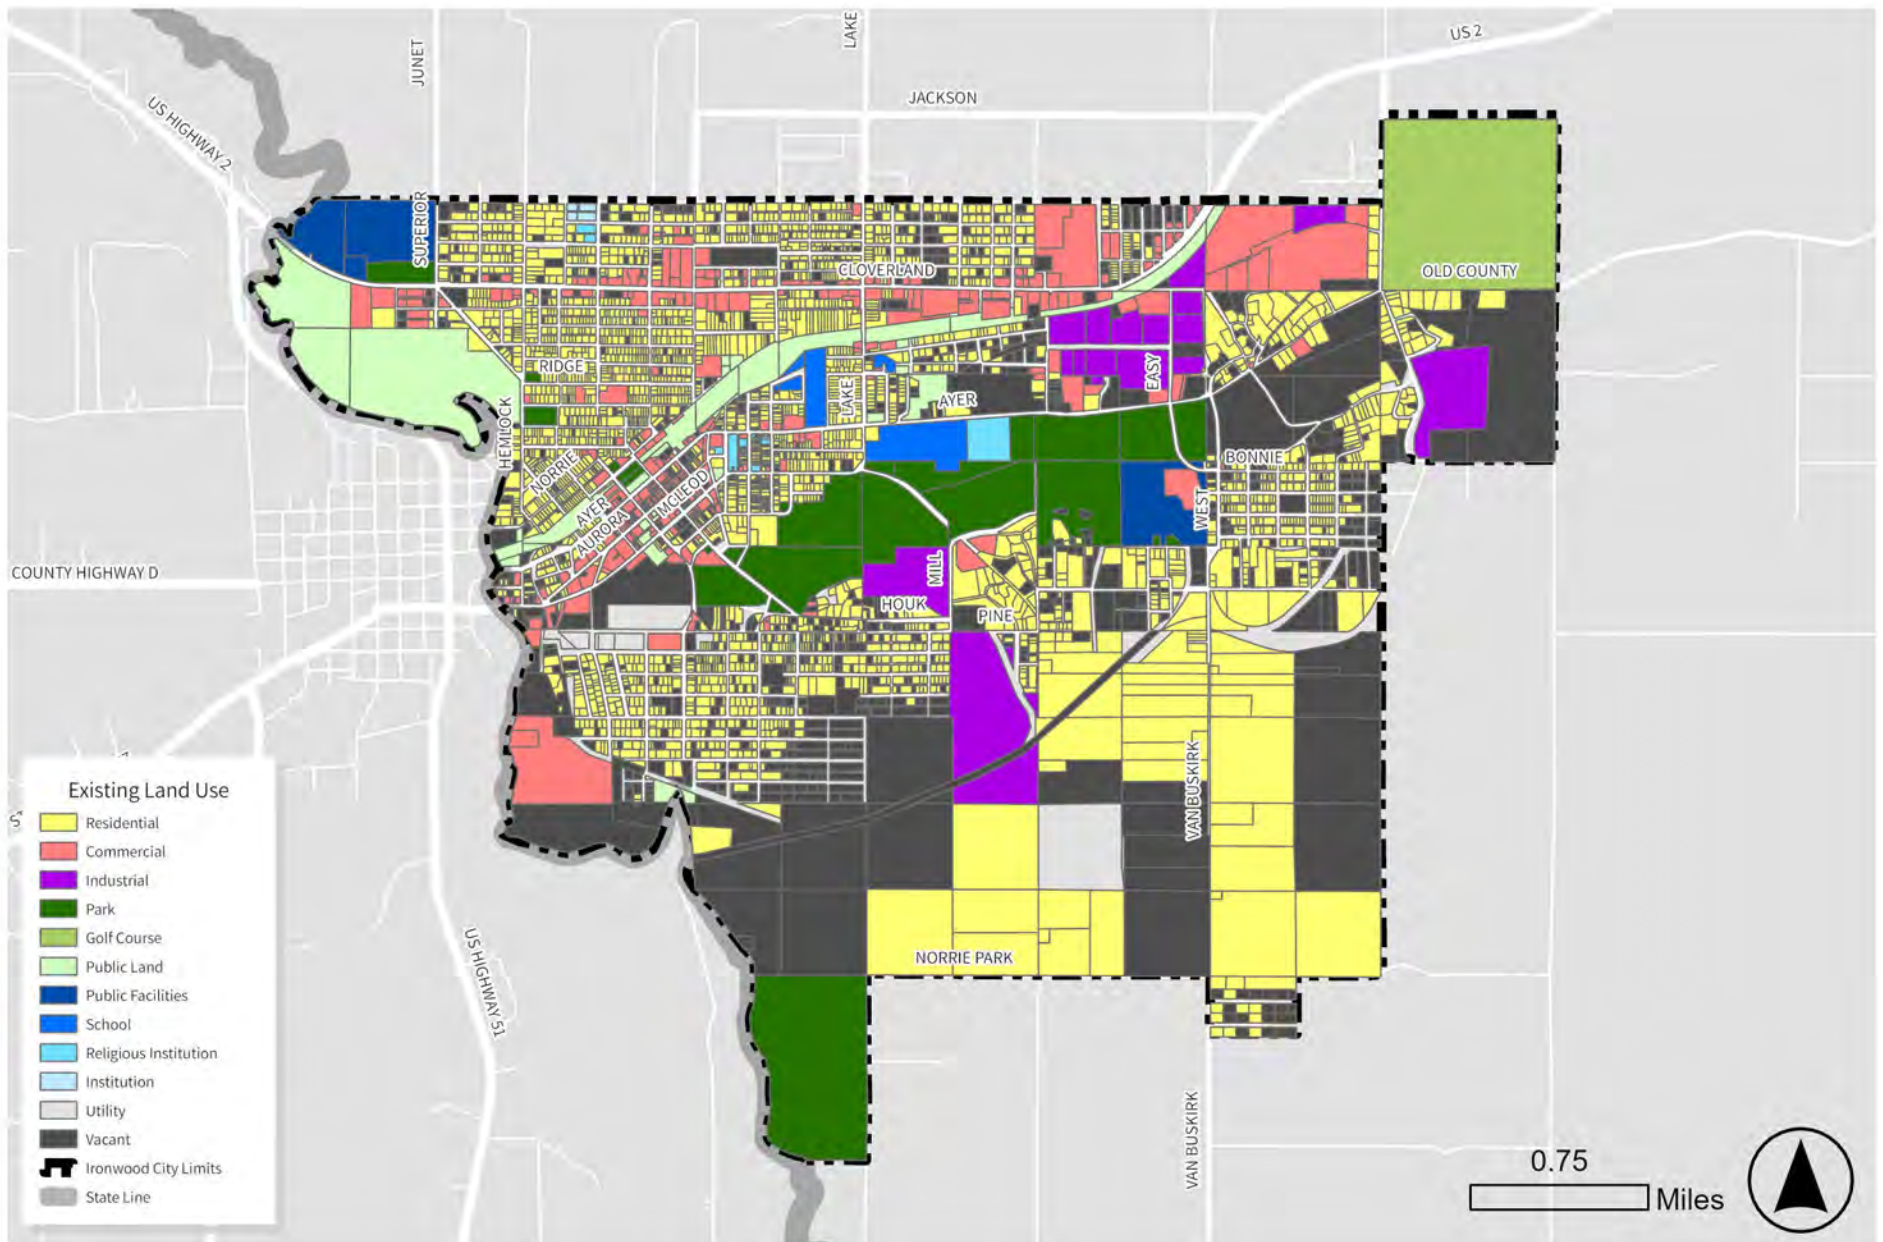 US 2
LAKE
JUNET
JACKSON
US HIGHWAY 2
SUPERIOR
CLOVERLAND
OLD COUNTY
RIDGE
EASY
LAKE
AYER
HEMLOCK
BONNIE
NORRIE
MCLEOD
AYER
WEST
AURORA
COUNTY HIGHWAY D
MILL
HOUK
PINE
VAN BUSKIRK
NORRIE PARK
US HIGHWAY 51
VAN BUSKIRK
Existing Land Use
Residential
Commercial
Industrial
Park
Golf Course
Public Land
Public Facilities
School
Religious Institution
Institution
Utility
Vacant
Ironwood City Limits
State Line
0.75
Miles